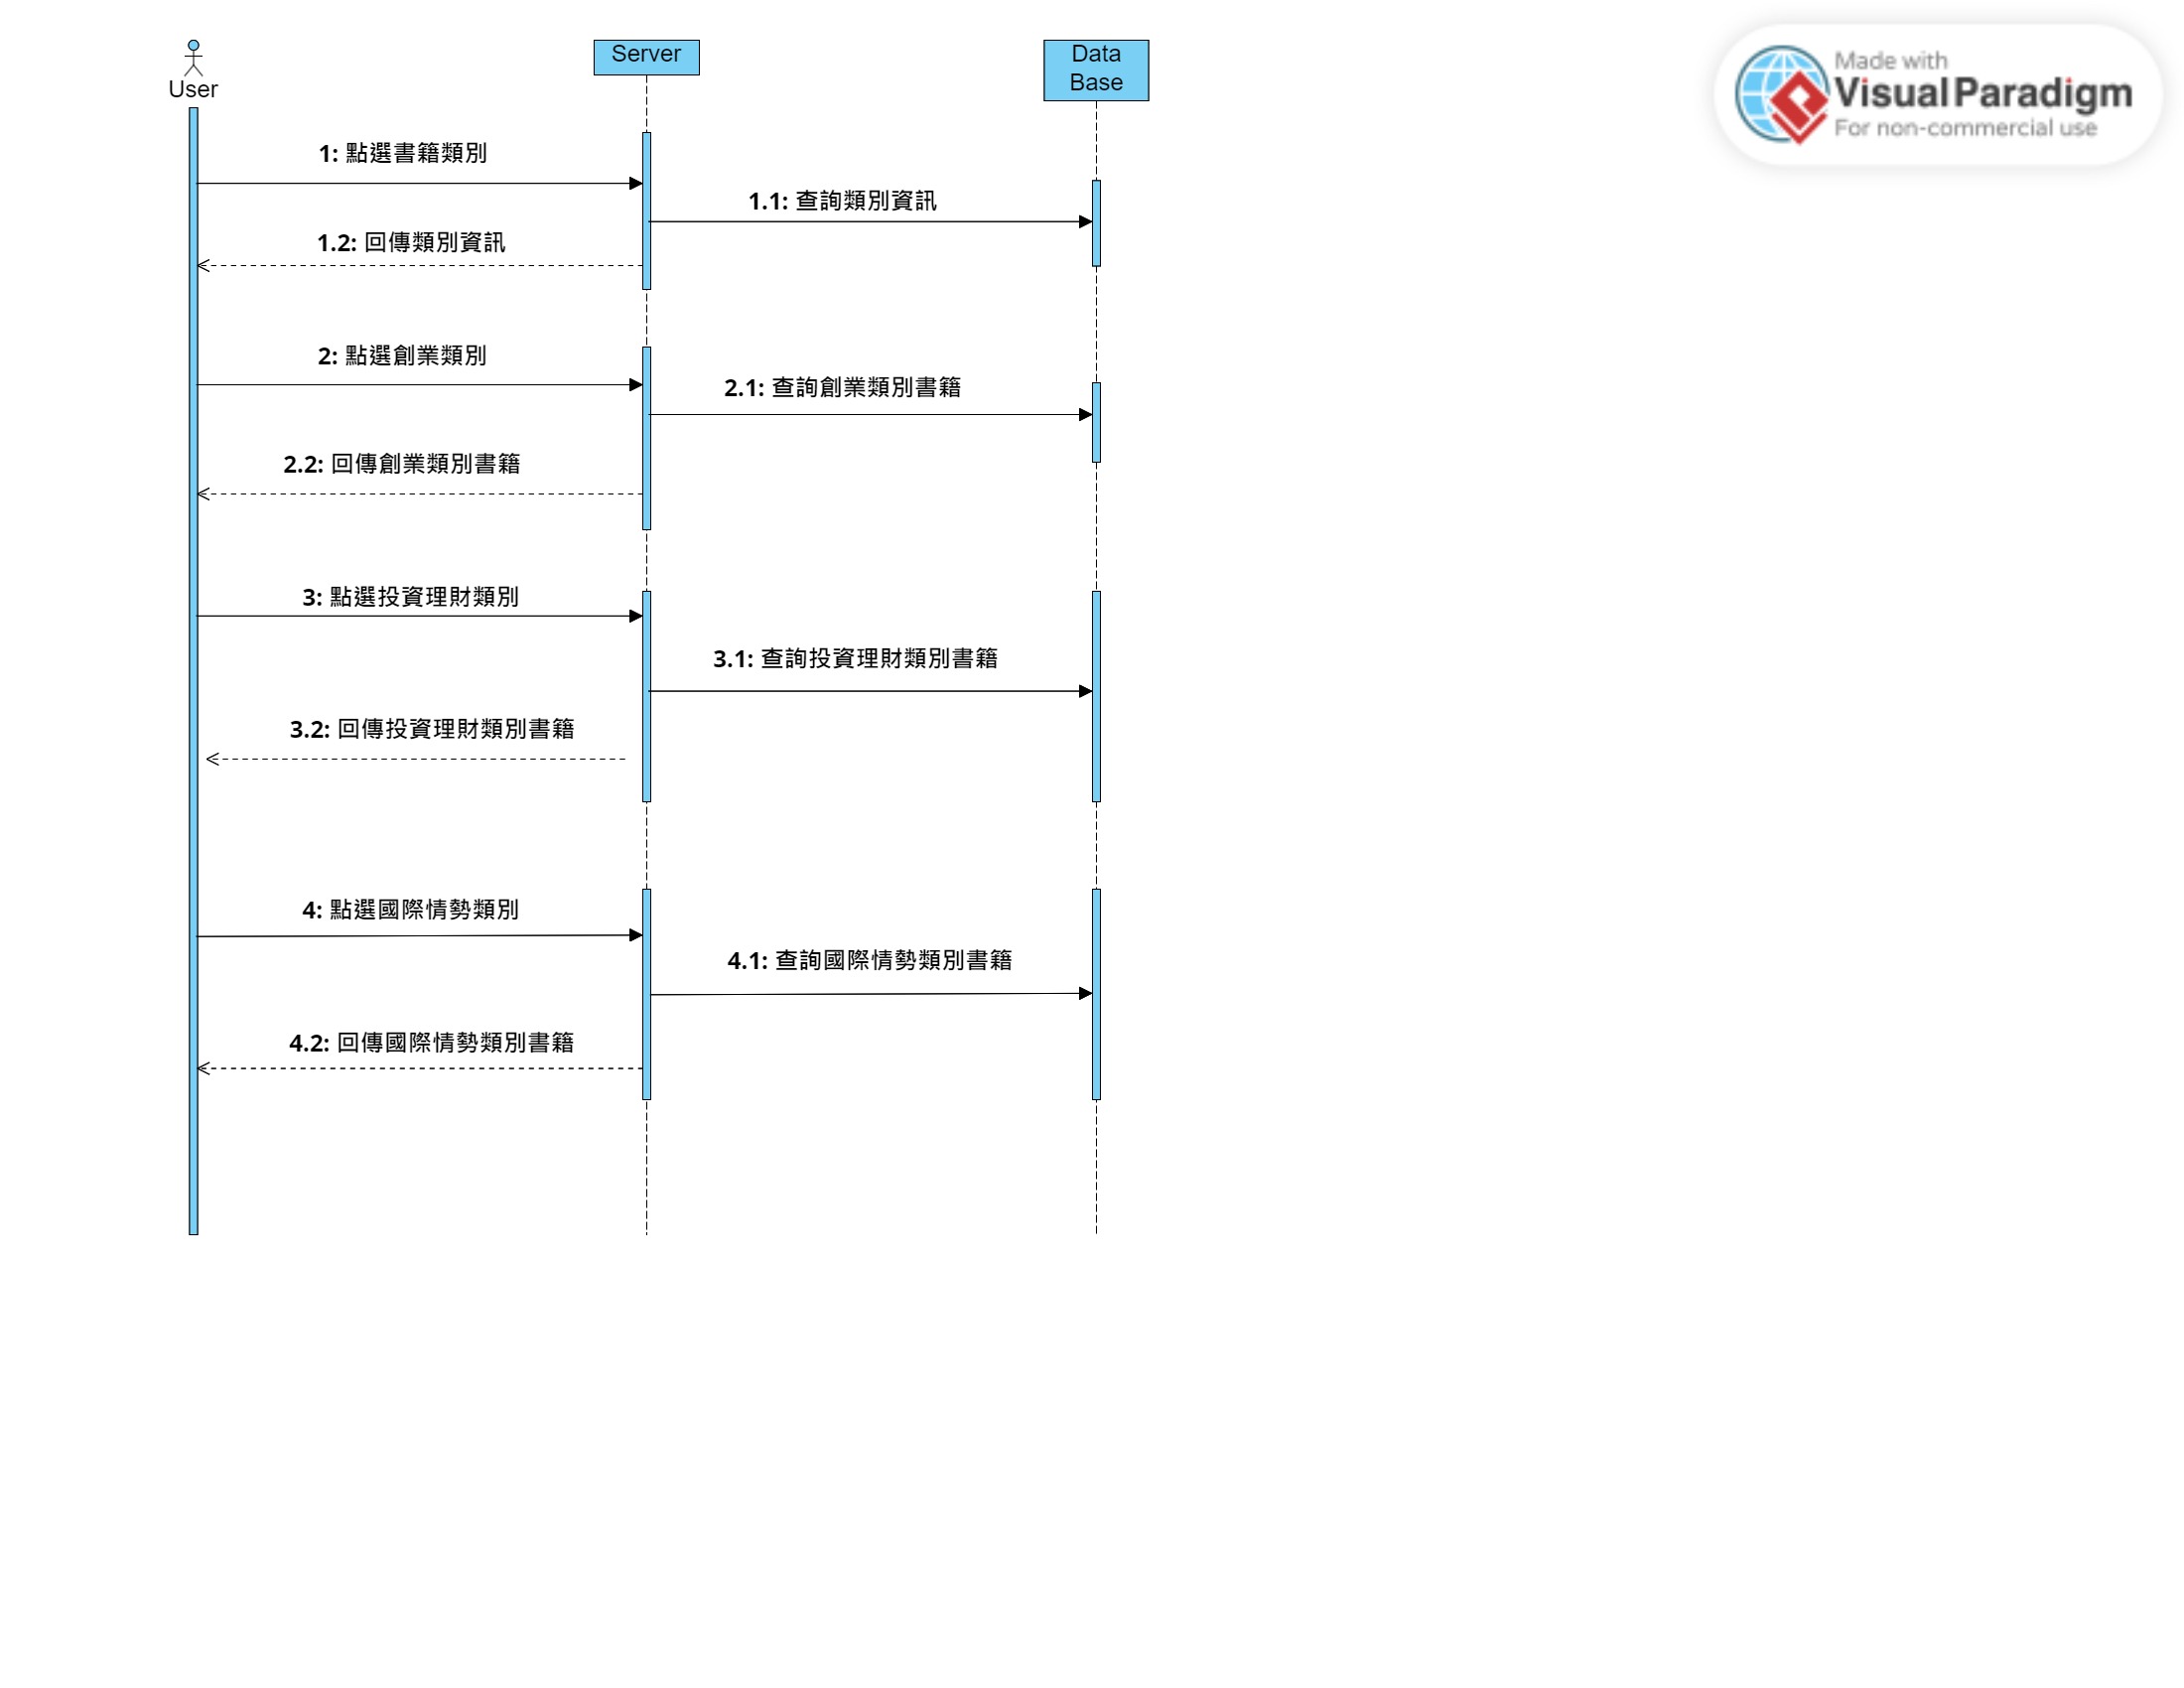 User
Server
Data
Base
Made with
Visual Paradigm
For non-commercial use
1: 點選書籍類別
1.1: 查詢類別資訊
1.2: 回傳類別資訊
2: 點選創業類別
2.1: 查詢創業類別書籍
2.2: 回傳創業類別書籍
3: 點選投資理財類別
3.1: 查詢投資理財類別書籍
3.2: 回傳投資理財類別書籍
4: 點選國際情勢類別
4.1: 查詢國際情勢類別書籍
4.2: 回傳國際情勢類別書籍